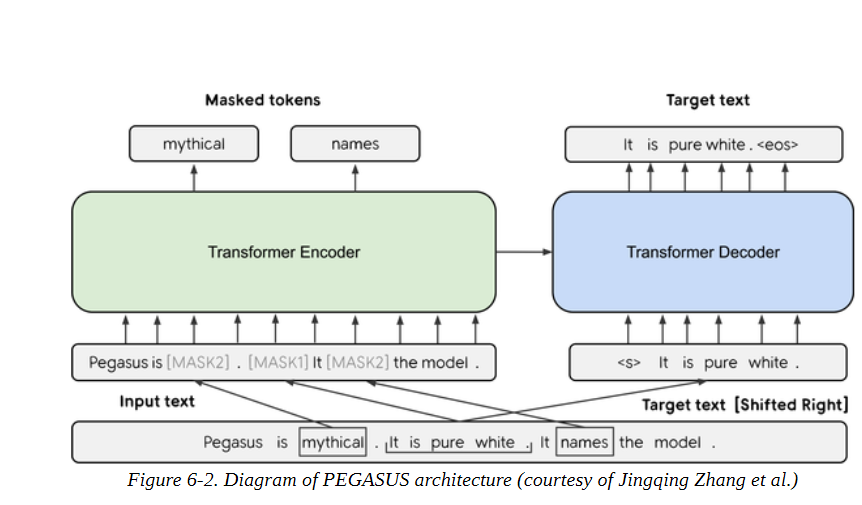 Masked tokens
Target text
mythical
names
It is pure white . <eos>
Transformer Encoder
Transformer Decoder
Pegasus is [MASK2] . [MASK1] It [MASK2] the model .
<s> It is pure white .
Input text
Target text [Shifted Right]
Pegasus is mythical . It is pure white . It names the model .
Figure 6-2. Diagram of PEGASUS architecture (courtesy of Jingqing Zhang et al.)